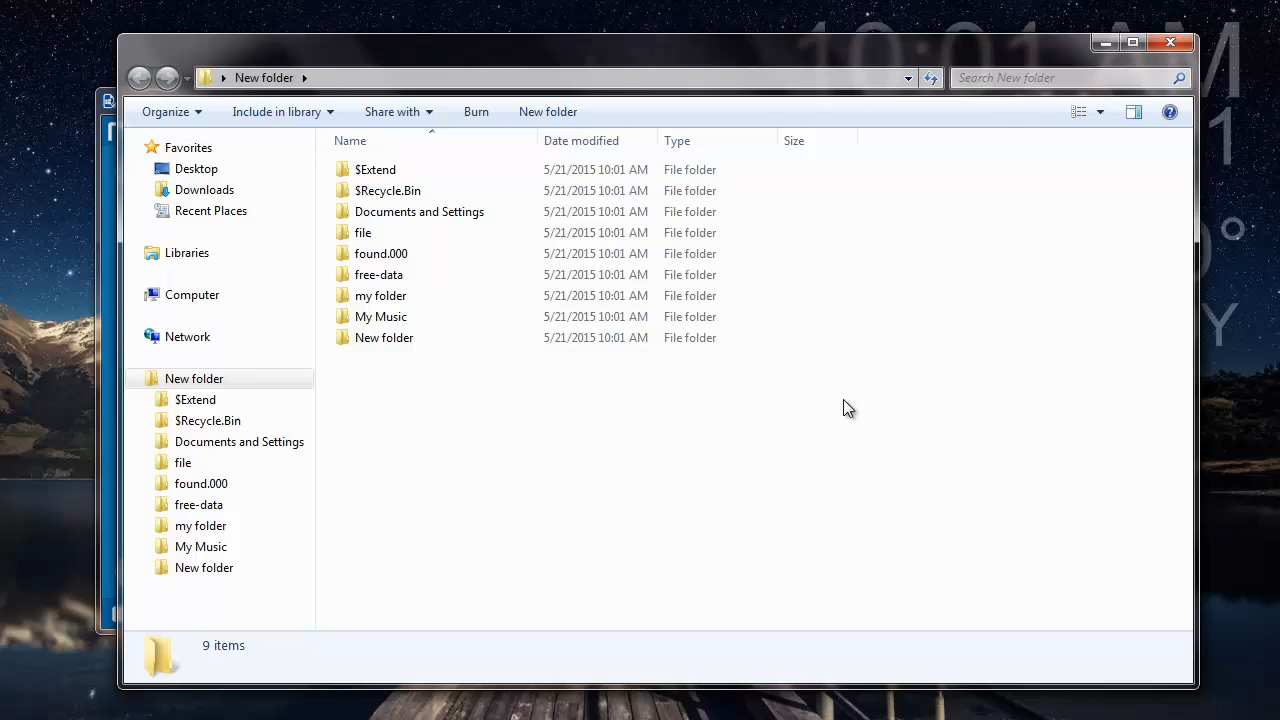 10:01 AM
New folder
Search New folder
Organize Include in library Share with Burn New folder
Name Date modified Type Size
$Extend 5/21/2015 10:01 AM File folder
$Recycle.Bin 5/21/2015 10:01 AM File folder
Documents and Settings 5/21/2015 10:01 AM File folder
file 5/21/2015 10:01 AM File folder
found.000 5/21/2015 10:01 AM File folder
free-data 5/21/2015 10:01 AM File folder
my folder 5/21/2015 10:01 AM File folder
My Music 5/21/2015 10:01 AM File folder
New folder 5/21/2015 10:01 AM File folder
Favorites
Desktop
Downloads
Recent Places
Libraries
Computer
Network
New folder
$Extend
$Recycle.Bin
Documents and Settings
file
found.000
free-data
my folder
My Music
New folder
9 items